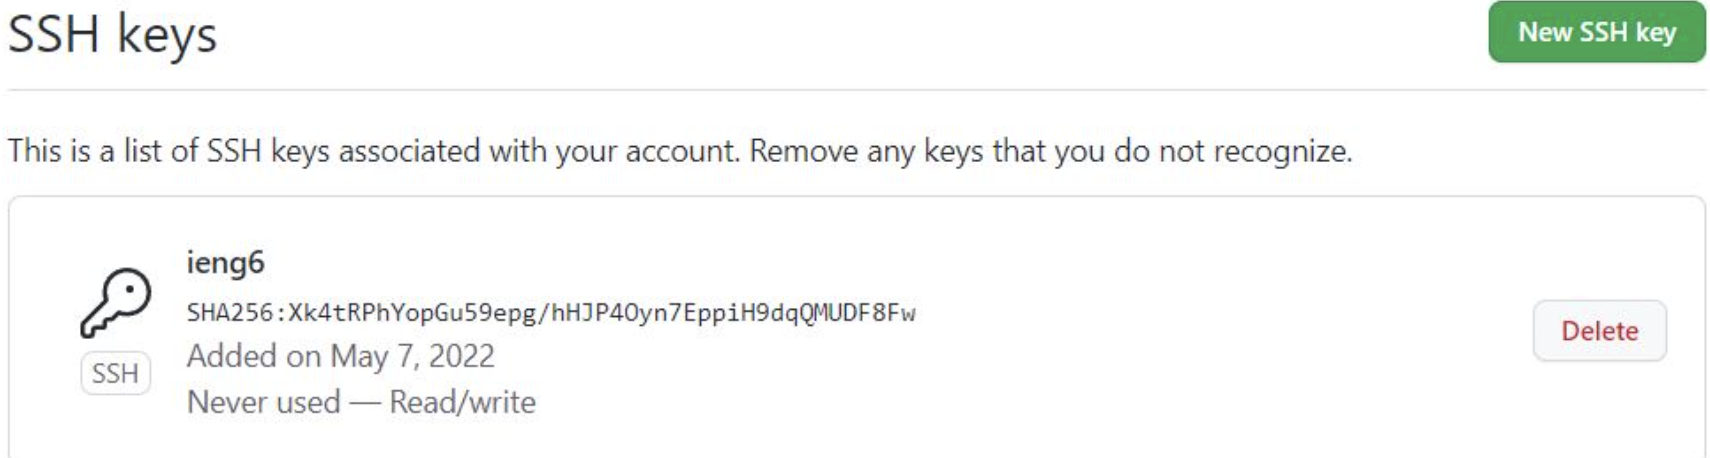 SSH keys
New SSH key
This is a list of SSH keys associated with your account. Remove any keys that you do not recognize.
ieng6
SHA256:Xk4tRPhYopGu59epg/hHJP4Oyn7EppiH9dqQMUDF8Fw
Added on May 7, 2022
SSH
Never used — Read/write
Delete